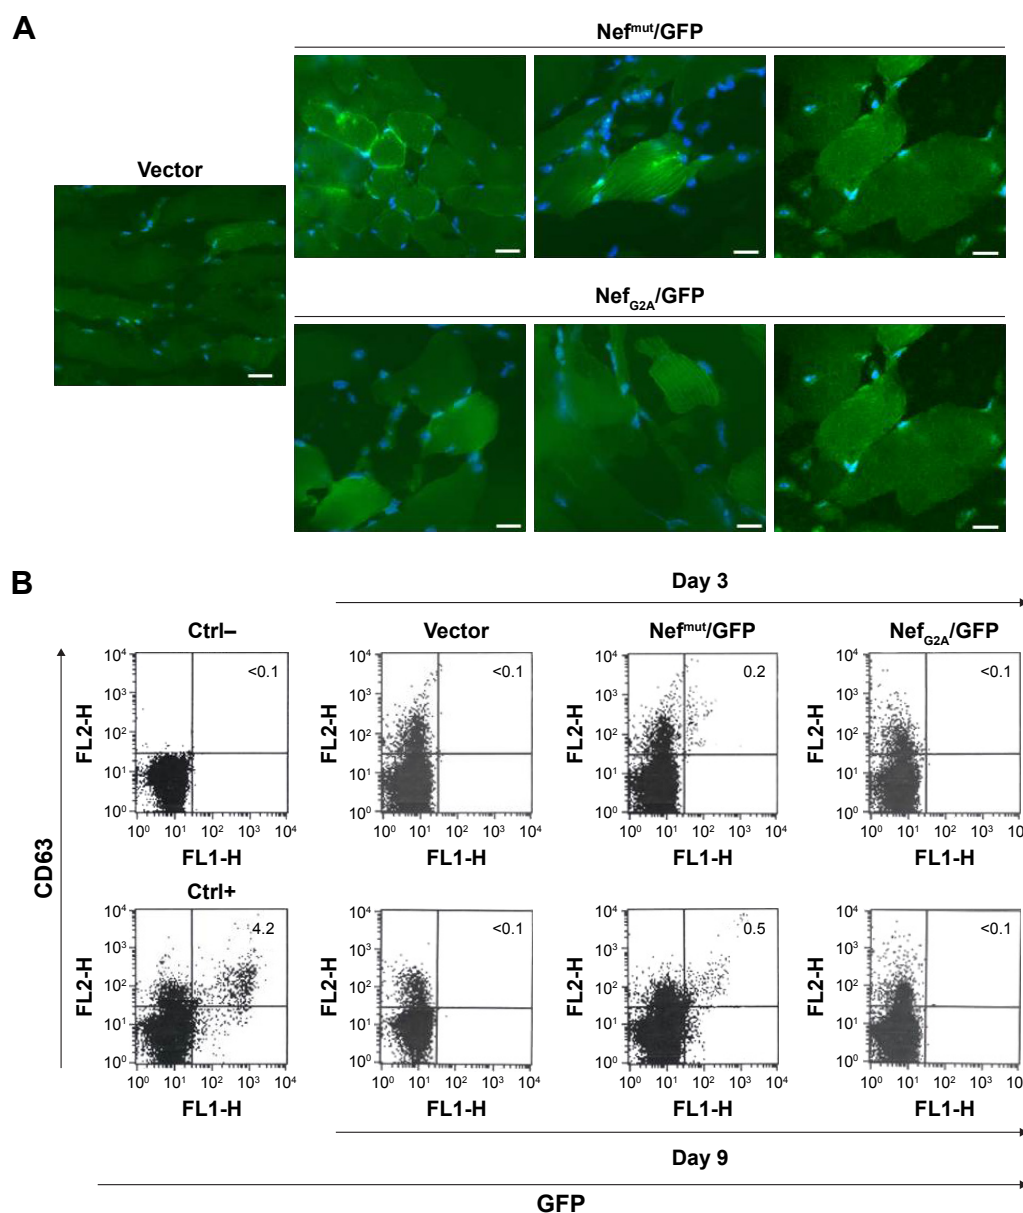 A
Nefmut/GFP
Vector
NefG2A/GFP
B
Day 3
Ctrl– Vector Nefmut/GFP NefG2A/GFP
10⁴ 10⁴ 10⁴ 10⁴
<0.1 <0.1 0.2 <0.1
10³ 10³ 10³ 10³
10² 10² 10² 10²
10¹ 10¹ 10¹ 10¹
10⁰ 10⁰ 10⁰ 10⁰
FL2-H FL2-H FL2-H FL2-H
10⁰ 10¹ 10² 10³ 10⁴ 10⁰ 10¹ 10² 10³ 10⁴ 10⁰ 10¹ 10² 10³ 10⁴ 10⁰ 10¹ 10² 10³
FL1-H FL1-H FL1-H FL1-H
CD63
Ctrl+
10⁴ 10⁴ 10⁴ 10⁴
4.2 <0.1 0.5 <0.1
10³ 10³ 10³ 10³
10² 10² 10² 10²
10¹ 10¹ 10¹ 10¹
10⁰ 10⁰ 10⁰ 10⁰
FL2-H FL2-H FL2-H FL2-H
10⁰ 10¹ 10² 10³ 10⁴ 10⁰ 10¹ 10² 10³ 10⁴ 10⁰ 10¹ 10² 10³ 10⁴ 10⁰ 10¹ 10² 10³
FL1-H FL1-H FL1-H FL1-H
Day 9
GFP